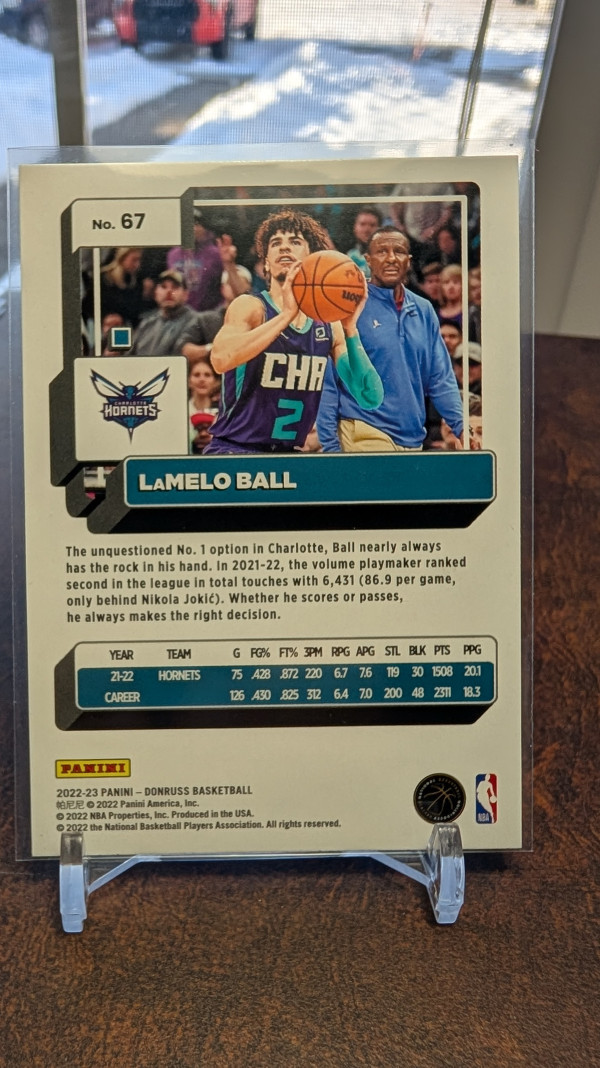 No. 67
CHA
2
CHARLOTTE
HORNETS
LAMELO BALL
The unquestioned No. 1 option in Charlotte, Ball nearly always
has the rock in his hand. In 2021-22, the volume playmaker ranked
second in the league in total touches with 6,431 (86.9 per game,
only behind Nikola Jokić). Whether he scores or passes,
he always makes the right decision.
YEAR TEAM G FG% FT% 3PM RPG APG STL BLK PTS PPG
21-22 HORNETS 75 .428 .872 220 6.7 7.6 119 30 1508 20.1
CAREER 126 .430 .825 312 6.4 7.0 200 48 2311 18.3
PANINI
2022-23 PANINI – DONRUSS BASKETBALL
帕尼尼 © 2022 Panini America, Inc.
© 2022 NBA Properties, Inc. Produced in the USA.
© 2022 the National Basketball Players Association. All rights reserved.
NBA